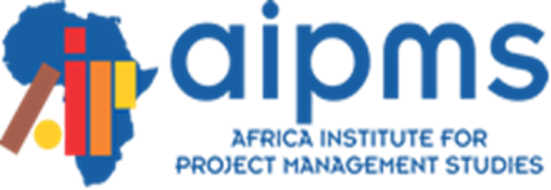 aipms
AFRICA INSTITUTE FOR
PROJECT MANAGEMENT STUDIES